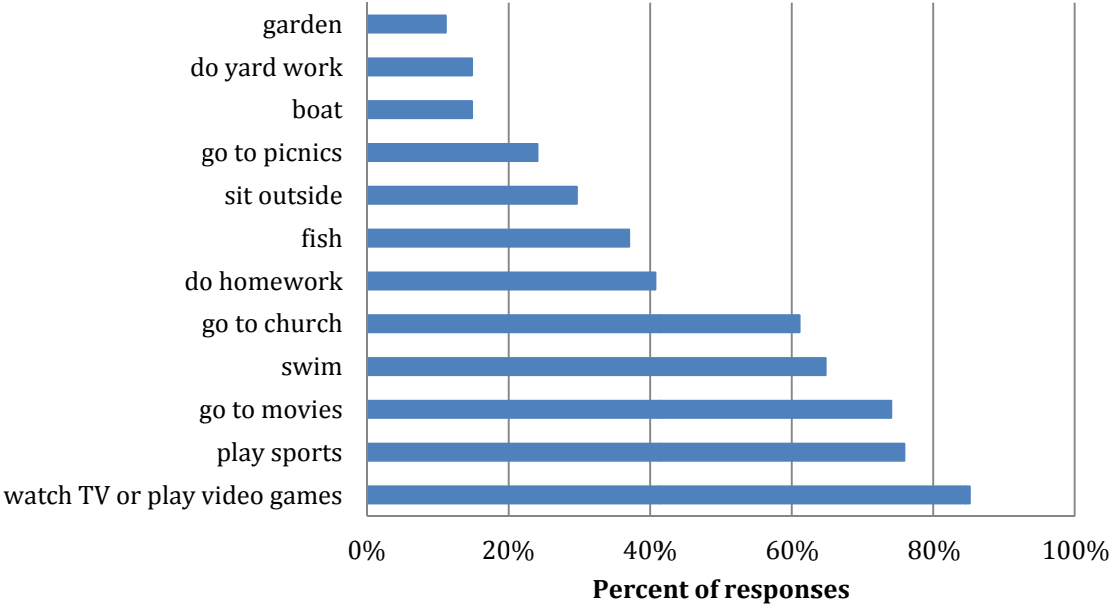 garden
do yard work
boat
go to picnics
sit outside
fish
do homework
go to church
swim
go to movies
play sports
watch TV or play video games
0% 20% 40% 60% 80% 100%
Percent of responses